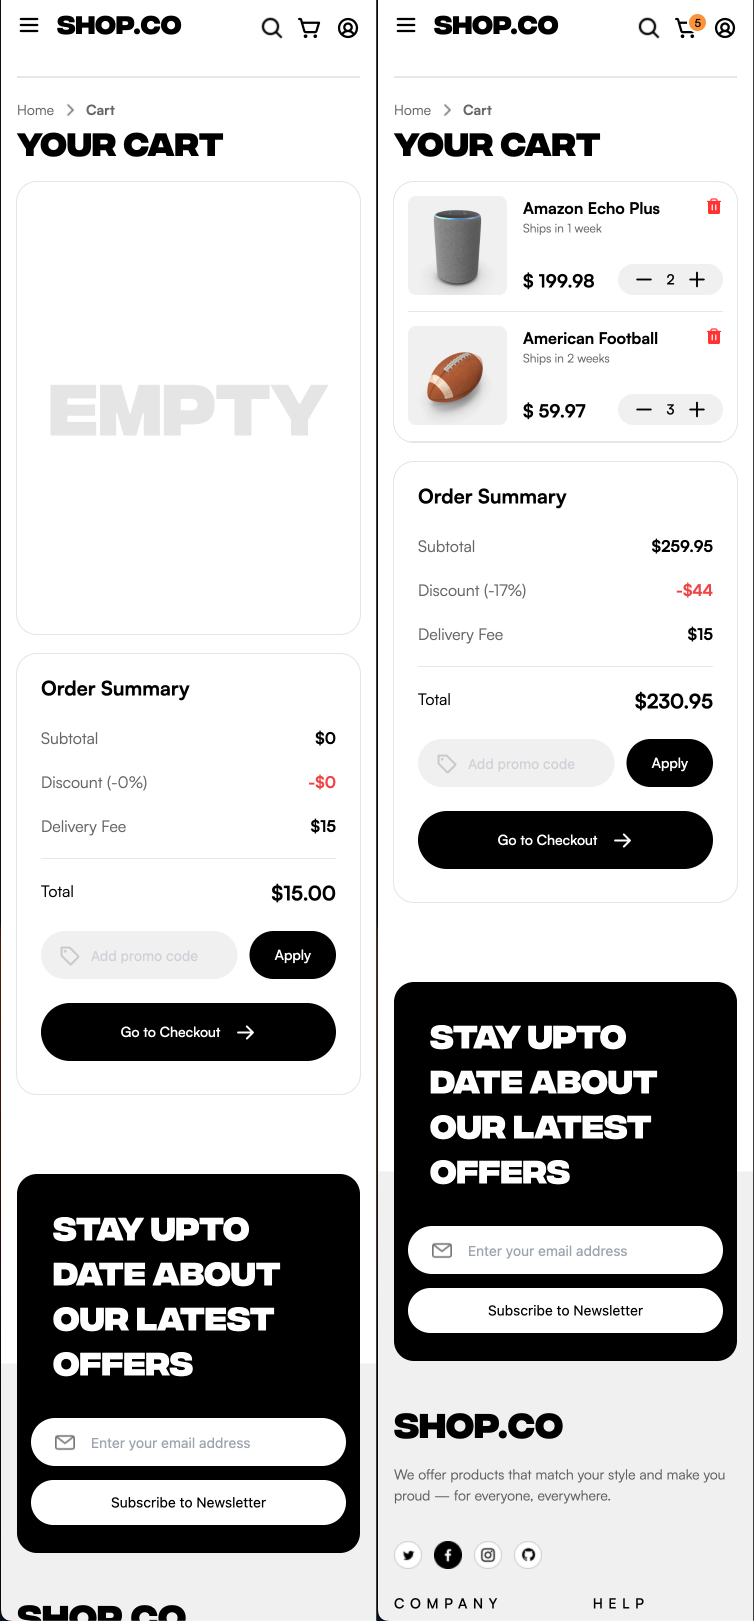 SHOP.CO
Home > Cart
YOUR CART
EMPTY
Order Summary
Subtotal $0
Discount (-0%) -$0
Delivery Fee $15
Total $15.00
Add promo code Apply
Go to Checkout →
STAY UPTO
DATE ABOUT
OUR LATEST
OFFERS
Enter your email address
Subscribe to Newsletter
SHOP.CO
SHOP.CO 5
Home > Cart
YOUR CART
Amazon Echo Plus
Ships in 1 week
$ 199.98 — 2 +
American Football
Ships in 2 weeks
$ 59.97 — 3 +
Order Summary
Subtotal $259.95
Discount (-17%) -$44
Delivery Fee $15
Total $230.95
Add promo code Apply
Go to Checkout →
STAY UPTO
DATE ABOUT
OUR LATEST
OFFERS
Enter your email address
Subscribe to Newsletter
SHOP.CO
We offer products that match your style and make you
proud — for everyone, everywhere.
COMPANY HELP